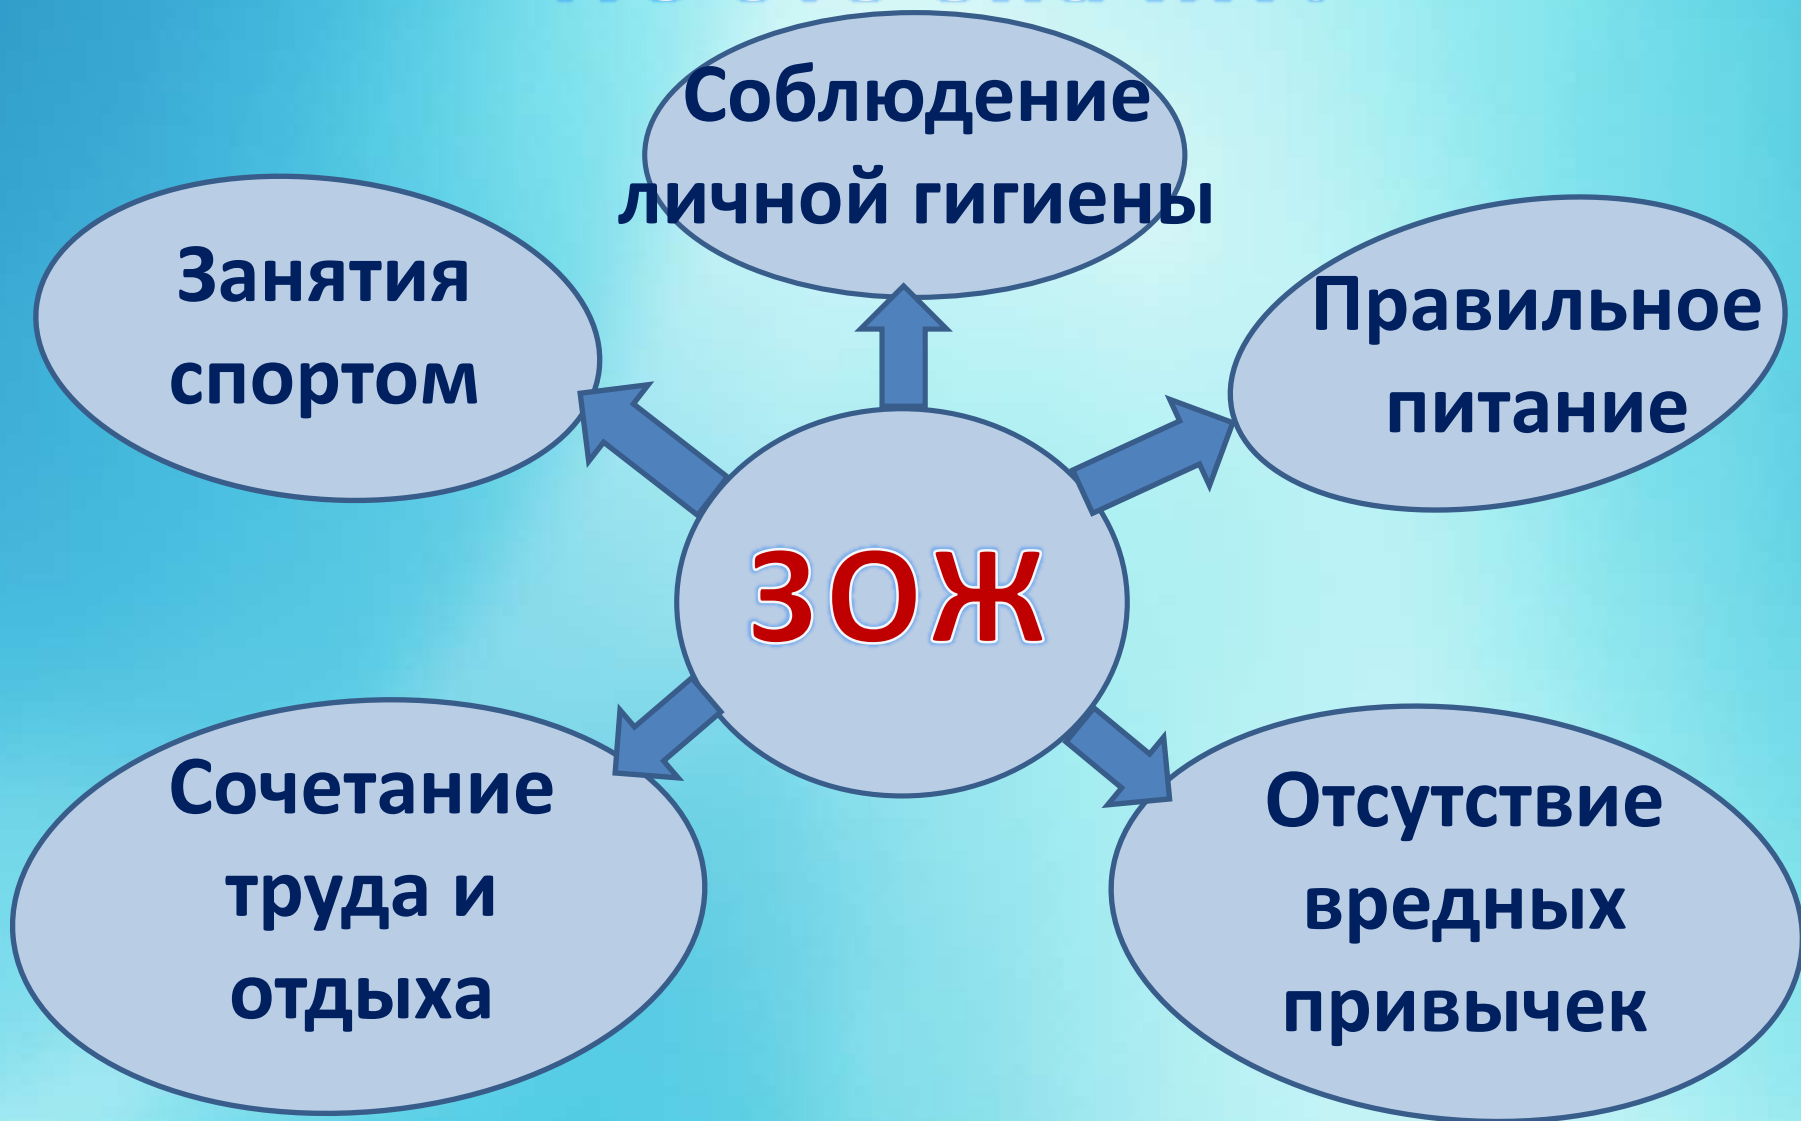 Соблюдение
личной гигиены
Занятия
спортом
Правильное
питание
ЗОЖ
Сочетание
труда и
отдыха
Отсутствие
вредных
привычек